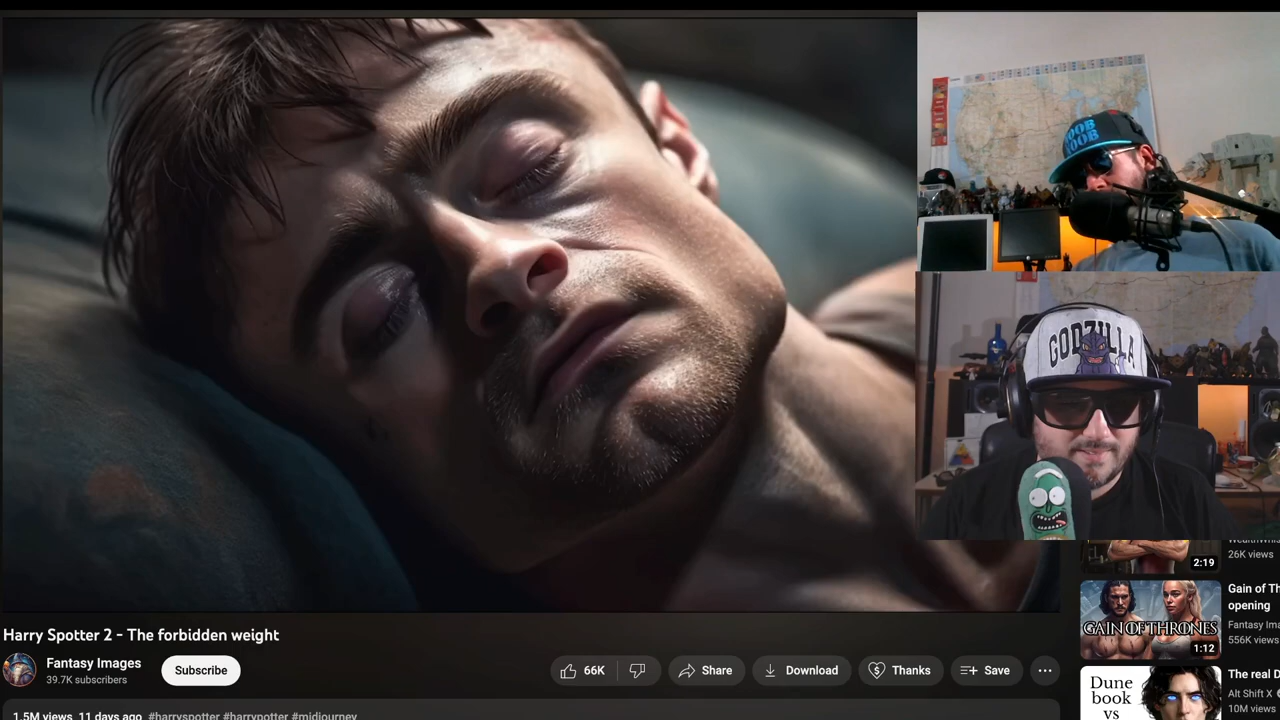 NOOB
NOOB
GODZILLA
26K views
2:19
Gain of Th
opening
GAIN OF THRONES
Fantasy Ima
556K views
1:12
Harry Spotter 2 - The forbidden weight
Fantasy Images
39.7K subscribers
Subscribe
66K
Share
Download
Thanks
Save
The real D
Dune
book
vs
Alt Shift X
10M views
1.5M views 11 days ago #harryspotter #harrypotter #midjourney